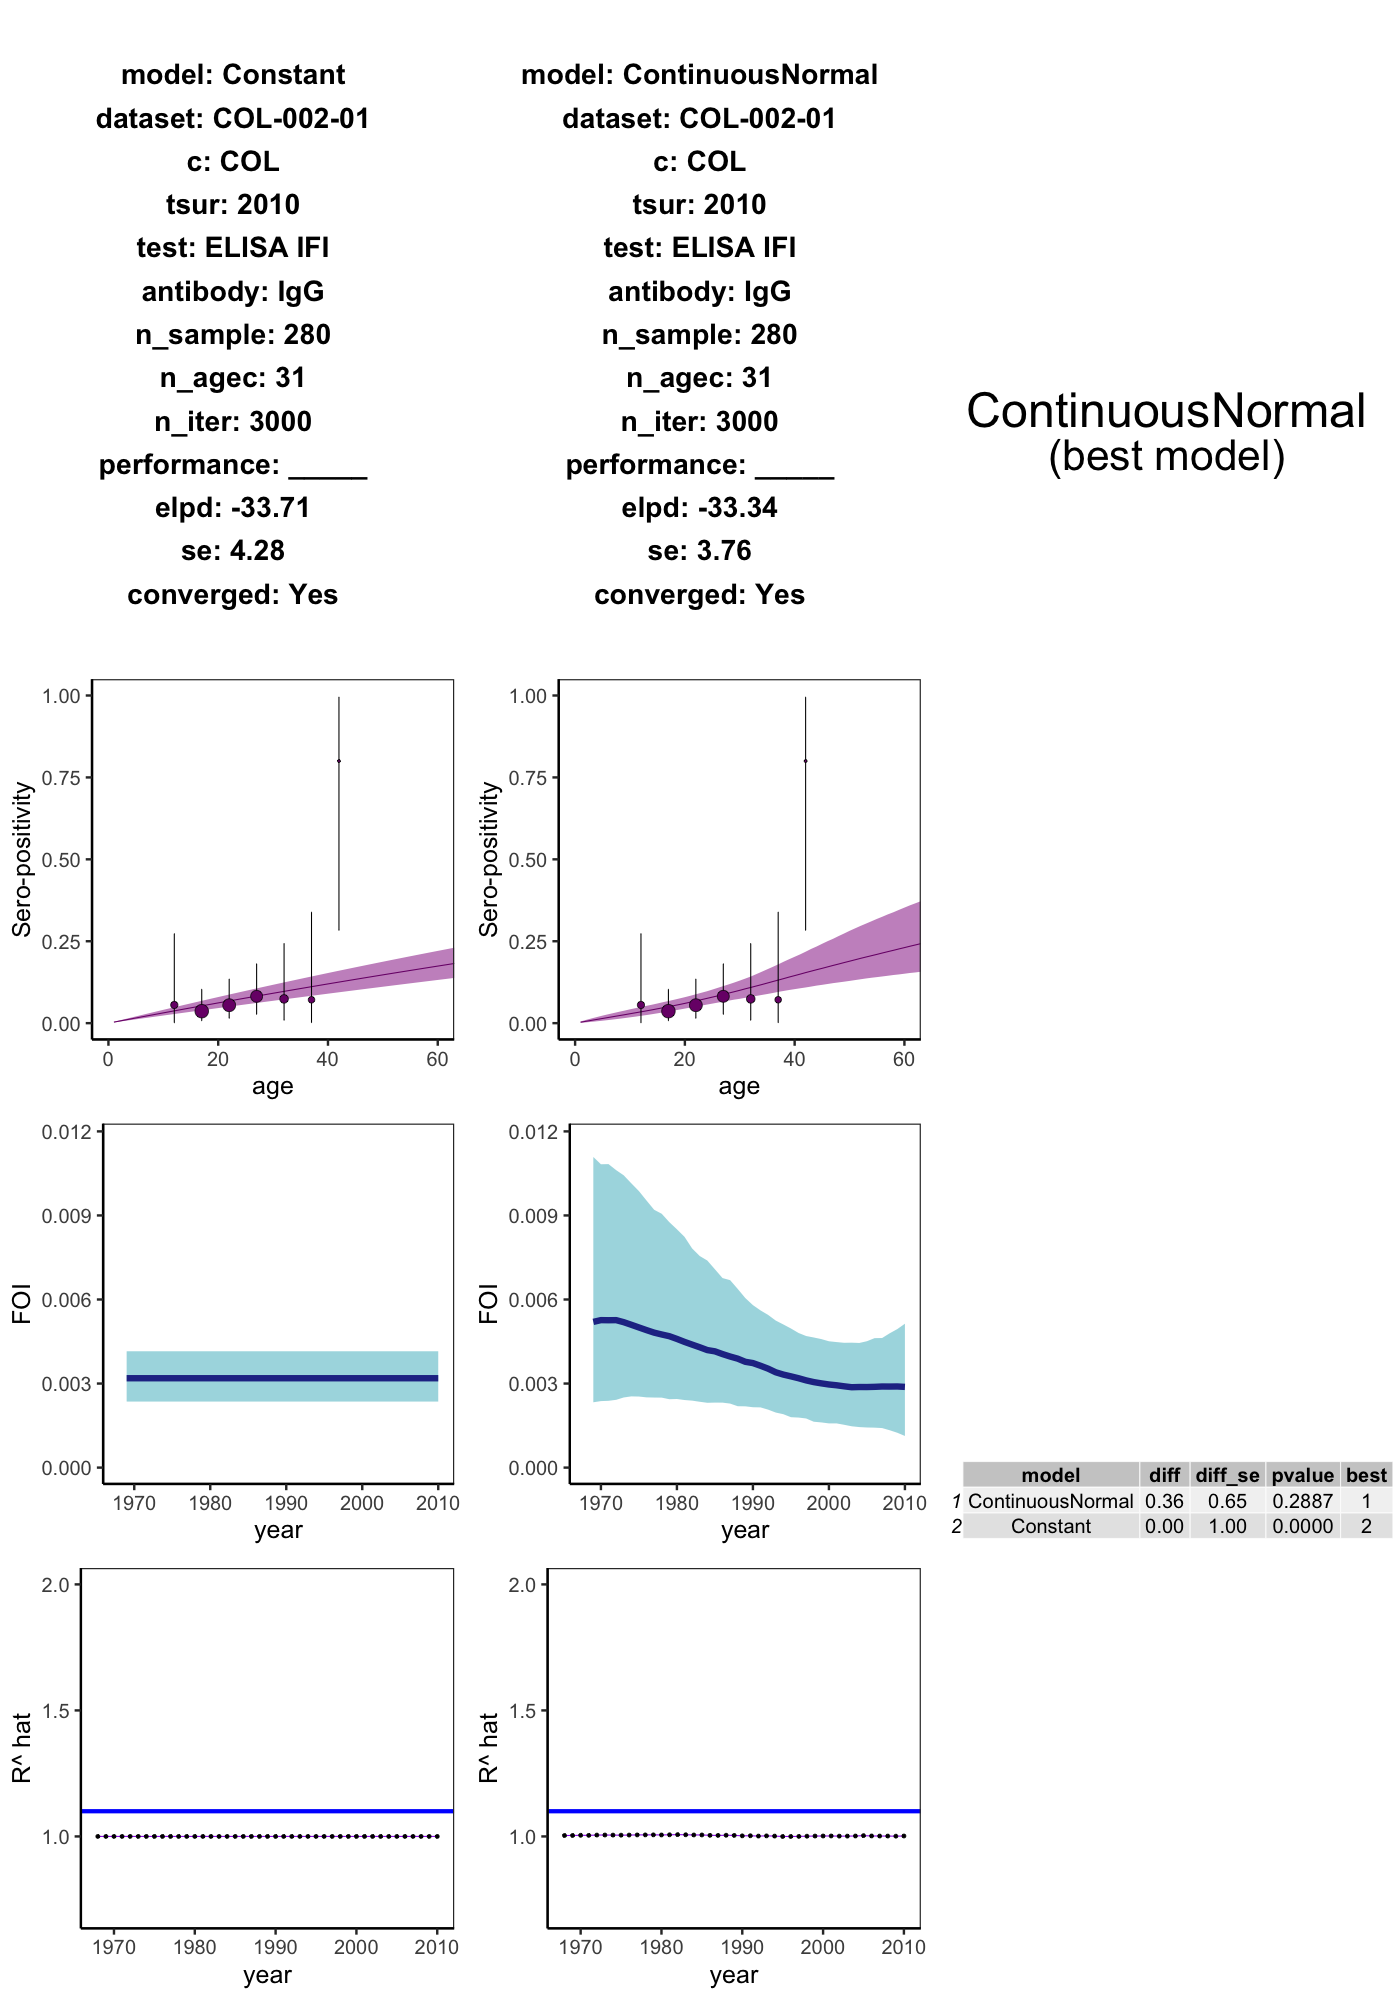 model: Constant
dataset: COL-002-01
c: COL
tsur: 2010
test: ELISA IFI
antibody: IgG
n_sample: 280
n_agec: 31
n_iter: 3000
performance: _____
elpd: -33.71
se: 4.28
converged: Yes
model: ContinuousNormal
dataset: COL-002-01
c: COL
tsur: 2010
test: ELISA IFI
antibody: IgG
n_sample: 280
n_agec: 31
n_iter: 3000
performance: _____
elpd: -33.34
se: 3.76
converged: Yes
ContinuousNormal
(best model)
Sero-positivity
1.00
0.75
0.50
0.25
0.00
0 20 40 60
age
Sero-positivity
1.00
0.75
0.50
0.25
0.00
0 20 40 60
age
FOI
0.012
0.009
0.006
0.003
0.000
1970 1980 1990 2000 2010
year
FOI
0.012
0.009
0.006
0.003
0.000
1970 1980 1990 2000 2010
year
model diff diff_se pvalue best
1 ContinuousNormal 0.36 0.65 0.2887 1
2 Constant 0.00 1.00 0.0000 2
R^ hat
2.0
1.5
1.0
1970 1980 1990 2000 2010
year
R^ hat
2.0
1.5
1.0
1970 1980 1990 2000 2010
year